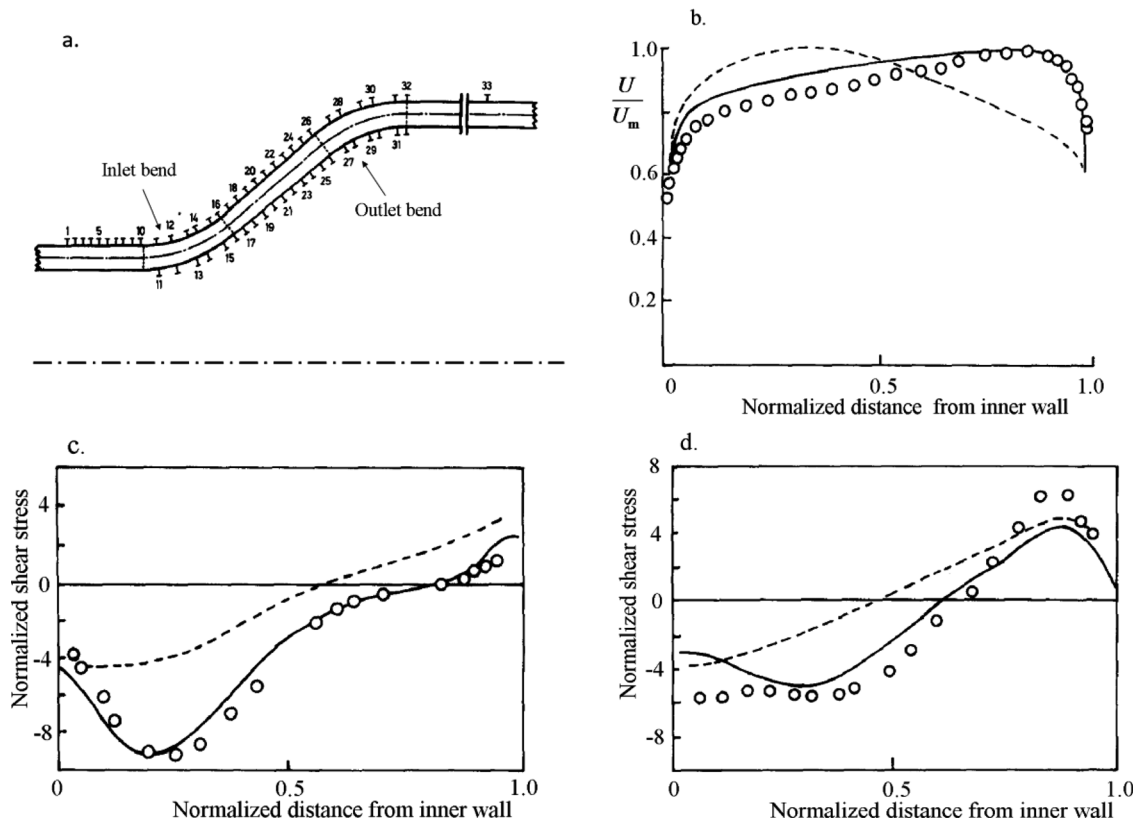 a.
33
30 32
28
26
24
22
20
18
16
14
12
10
5
1
31
29
27
25
23
21
19
17
15
13
11
Inlet bend
Outlet bend
b.
U
Um
1.0
0.6
0.4
0.2
0 0.5 1.0
Normalized distance from inner wall
c.
Normalized shear stress
4
0
-4
-8
0 0.5 1.0
Normalized distance from inner wall
d.
Normalized shear stress
8
4
0
-4
-8
0 0.5 1.0
Normalized distance from inner wall